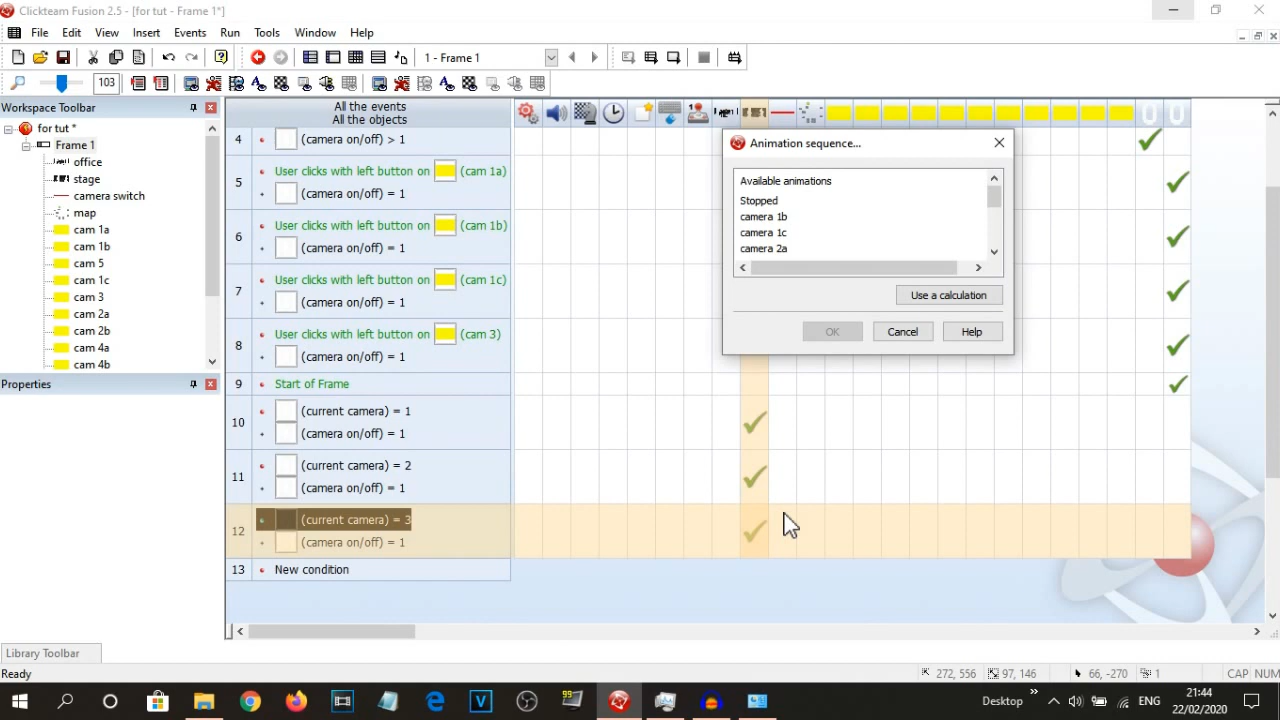 Clickteam Fusion 2.5 - [for tut - Frame 1*]
File Edit View Insert Events Run Tools Window Help
1 - Frame 1
103
Workspace Toolbar
for tut *
Frame 1
office
stage
camera switch
map
cam 1a
cam 1b
cam 5
cam 1c
cam 3
cam 2a
cam 2b
cam 4a
cam 4b
Properties
Library Toolbar
All the events
All the objects
4 (camera on/off) > 1
5 User clicks with left button on (cam 1a)
(camera on/off) = 1
6 User clicks with left button on (cam 1b)
(camera on/off) = 1
7 User clicks with left button on (cam 1c)
(camera on/off) = 1
8 User clicks with left button on (cam 3)
(camera on/off) = 1
9 Start of Frame
10 (current camera) = 1
(camera on/off) = 1
11 (current camera) = 2
(camera on/off) = 1
12 (current camera) = 3
(camera on/off) = 1
13 New condition
Animation sequence...
Available animations
Stopped
camera 1b
camera 1c
camera 2a
Use a calculation
OK Cancel Help
Ready
272, 556 97, 146 66, -270 1 CAP NUM
99
Desktop ENG 21:44
22/02/2020